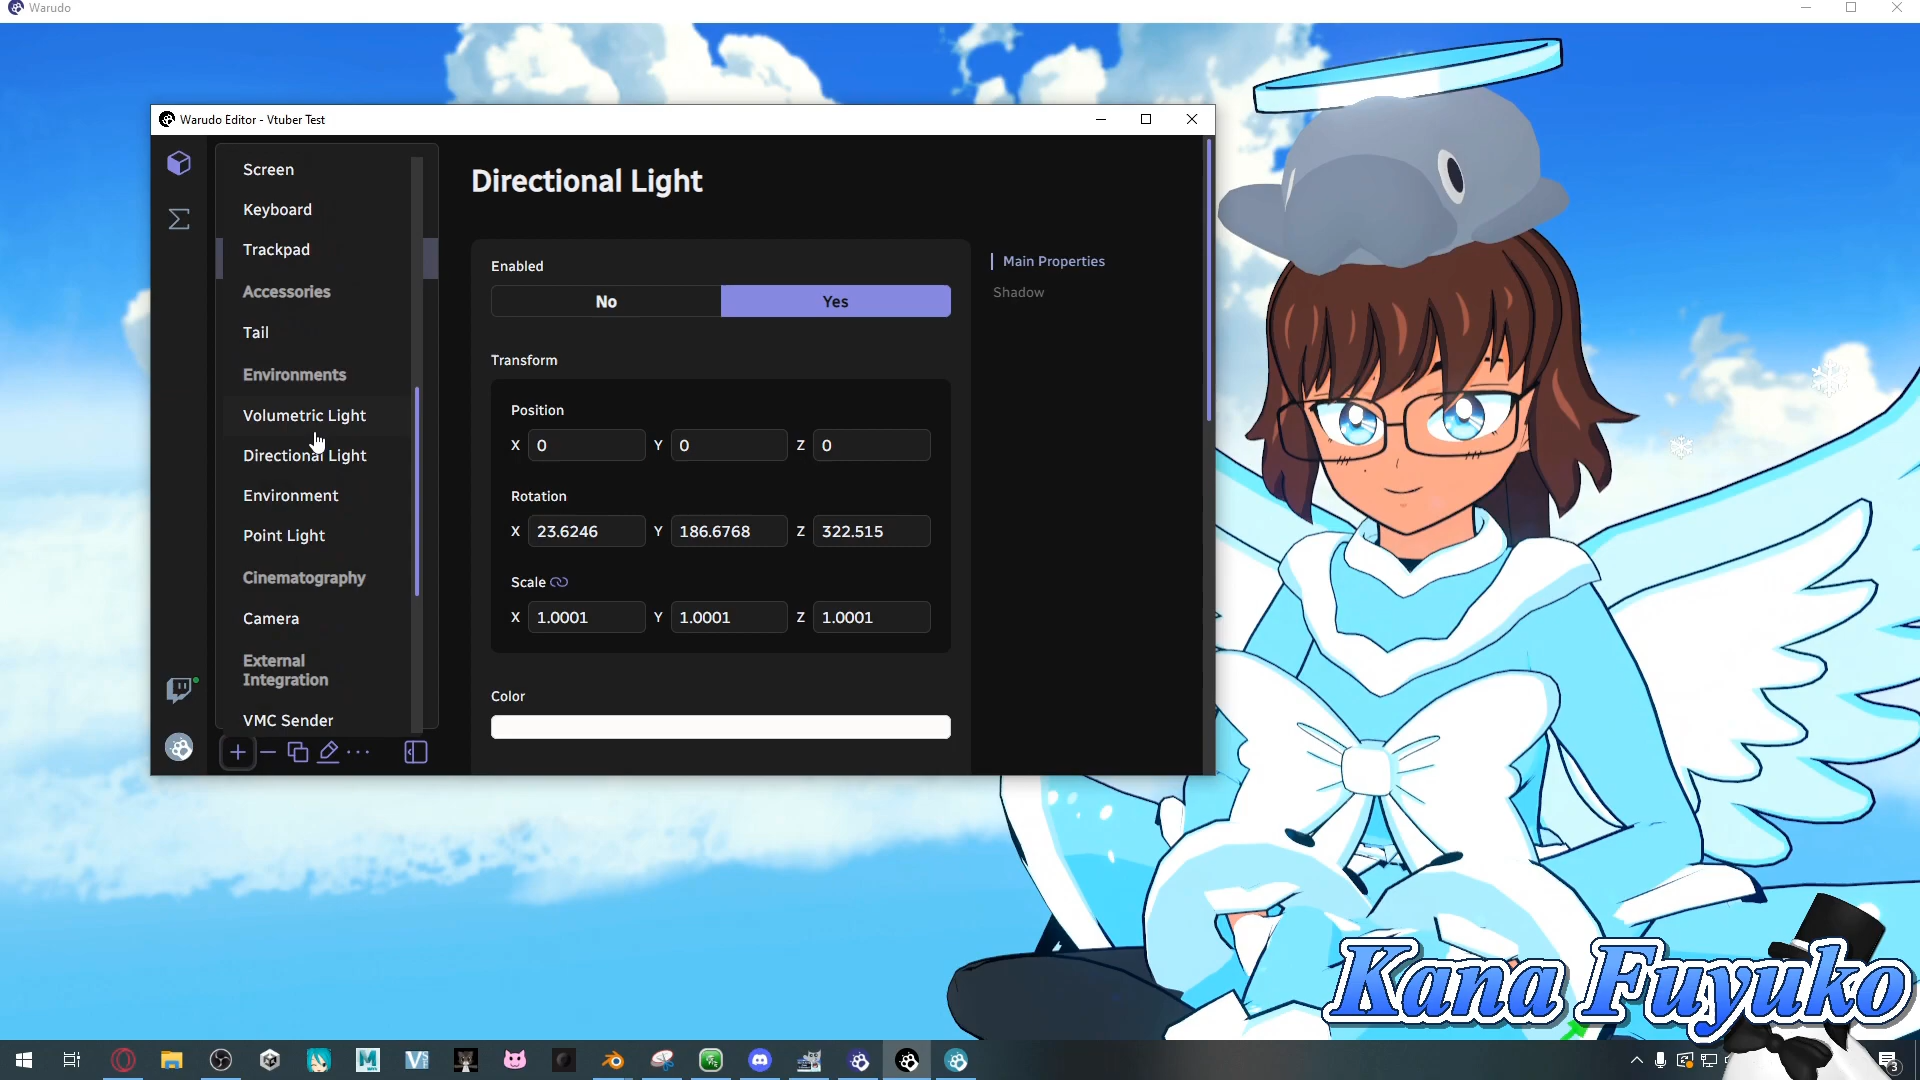 Warudo
Warudo Editor - Vtuber Test
Screen
Keyboard
Trackpad
Accessories
Tail
Environments
Volumetric Light
Directional Light
Environment
Point Light
Cinematography
Camera
External
Integration
VMC Sender
Directional Light
Enabled
No Yes
Transform
Position
X 0 Y 0 Z 0
Rotation
X 23.6246 Y 186.6768 Z 322.515
Scale
X 1.0001 Y 1.0001 Z 1.0001
Color
Main Properties
Shadow
Kana Fuyuko
3